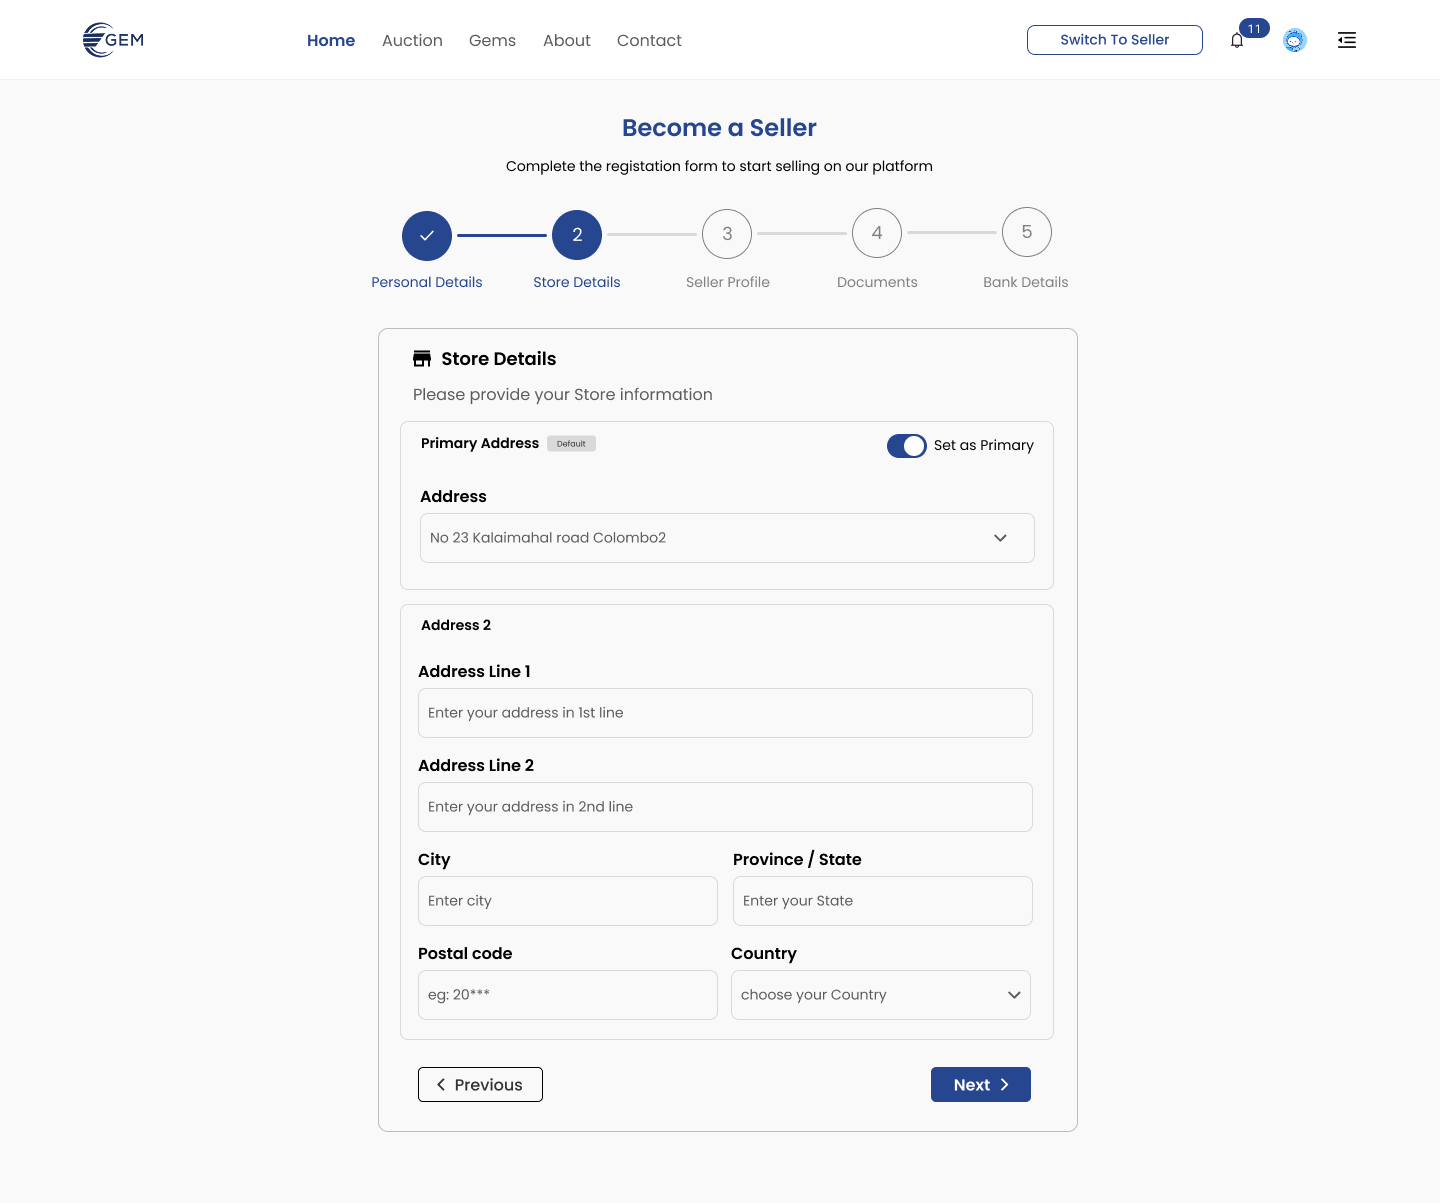 GEM
Home Auction Gems About Contact
Switch To Seller
11
Become a Seller
Complete the registation form to start selling on our platform
2 3 4 5
Personal Details Store Details Seller Profile Documents Bank Details
Store Details
Please provide your Store information
Primary Address Default Set as Primary
Address
No 23 Kalaimahal road Colombo2
Address 2
Address Line 1
Enter your address in 1st line
Address Line 2
Enter your address in 2nd line
City Province / State
Enter city Enter your State
Postal code Country
eg: 20*** choose your Country
Previous Next